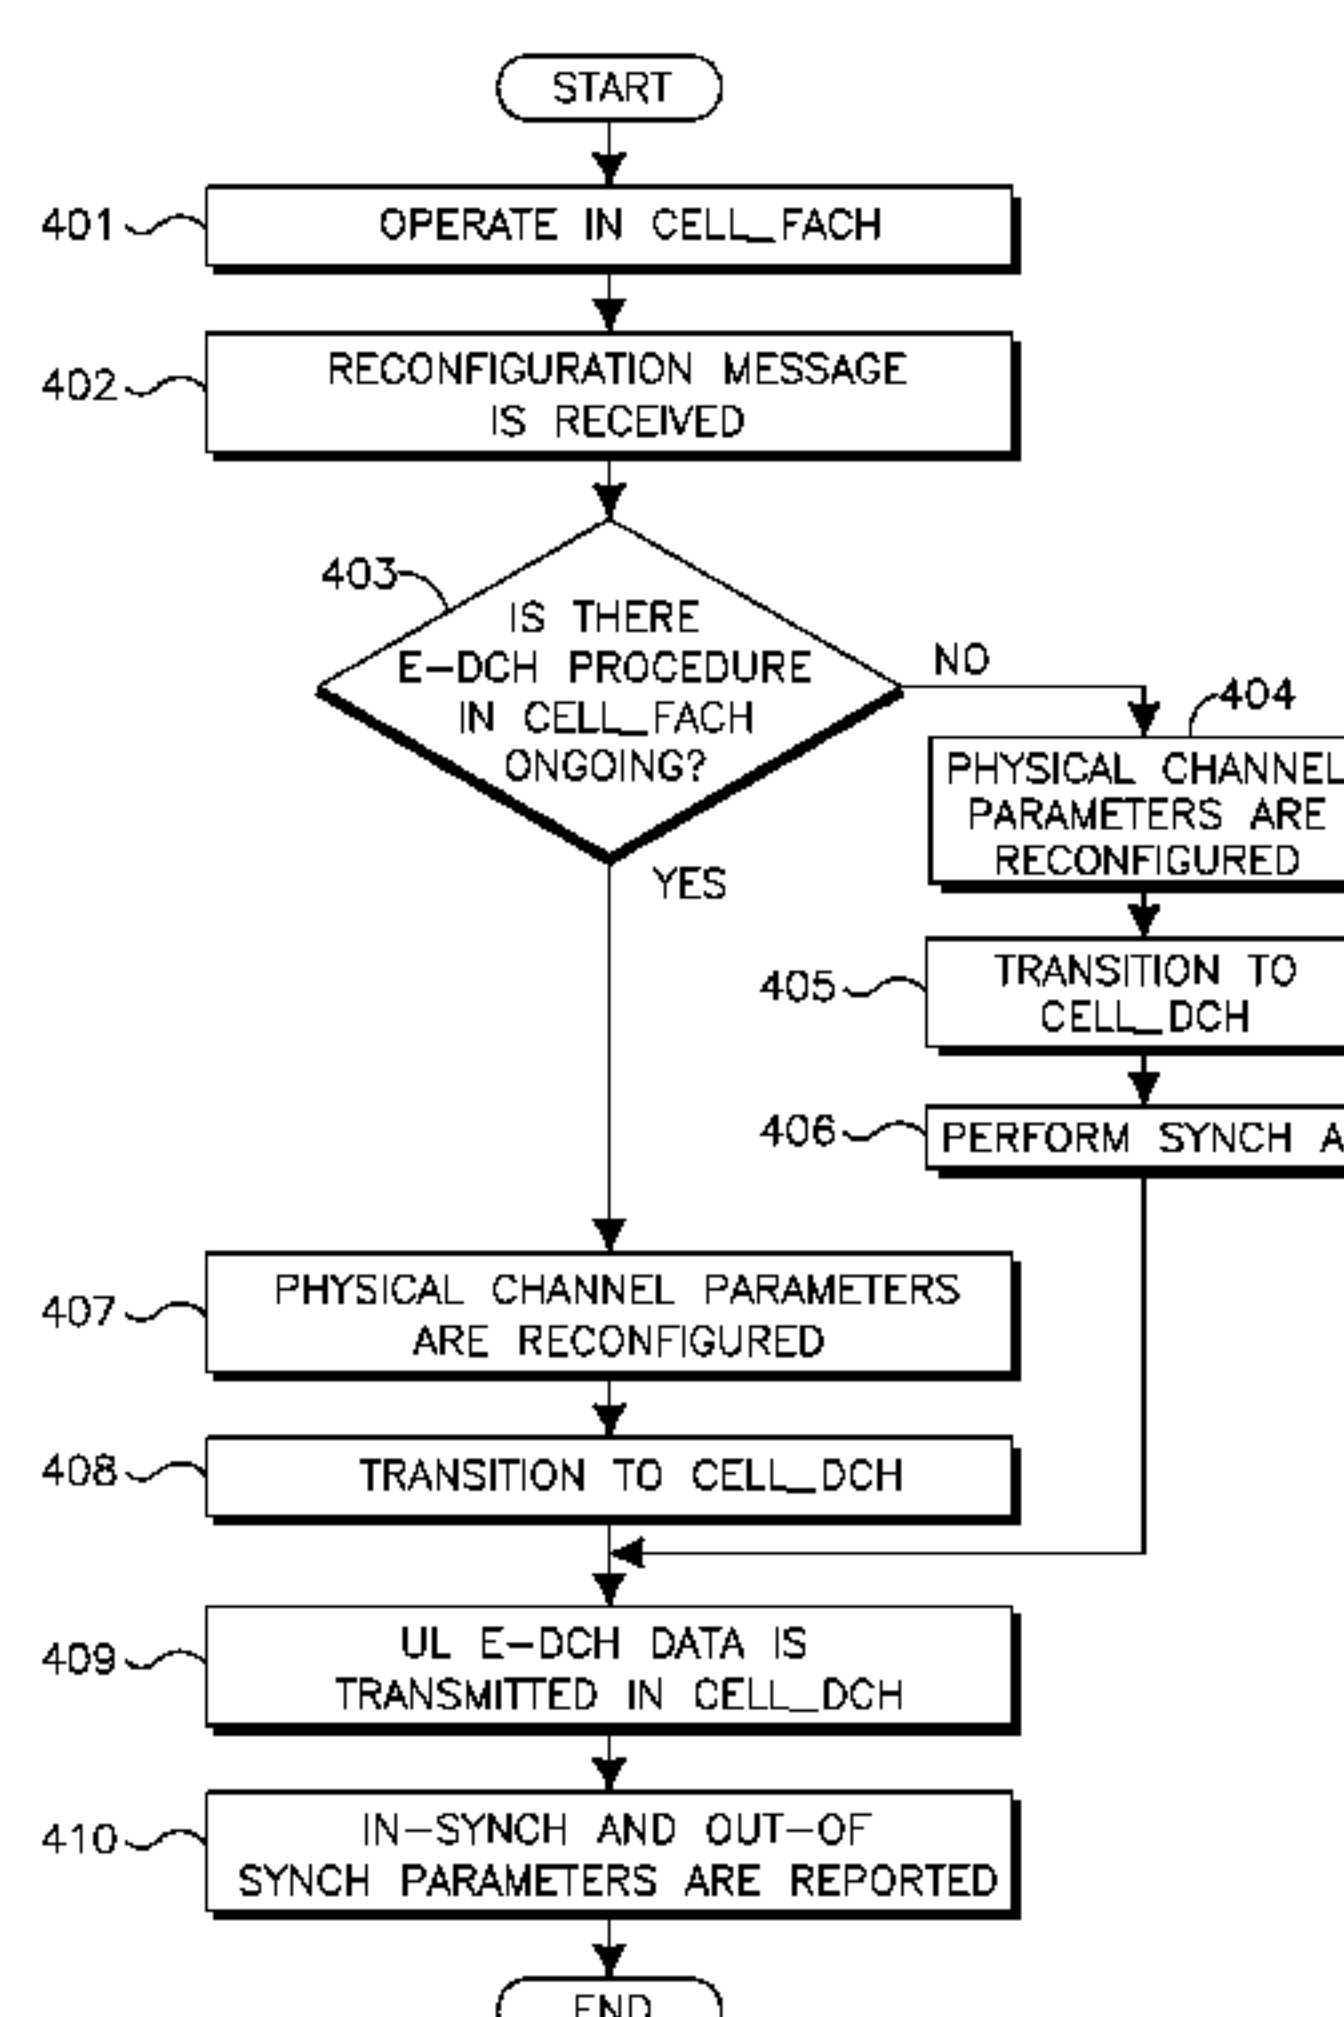 START
401
OPERATE IN CELL_FACH
402
RECONFIGURATION MESSAGE
IS RECEIVED
403
IS THERE
E-DCH PROCEDURE
IN CELL_FACH
ONGOING?
NO
404
PHYSICAL CHANNEL
PARAMETERS ARE
RECONFIGURED
YES
405
TRANSITION TO
CELL_DCH
406
PERFORM SYNCH A
407
PHYSICAL CHANNEL PARAMETERS
ARE RECONFIGURED
408
TRANSITION TO CELL_DCH
409
UL E-DCH DATA IS
TRANSMITTED IN CELL_DCH
410
IN-SYNCH AND OUT-OF
SYNCH PARAMETERS ARE REPORTED
END